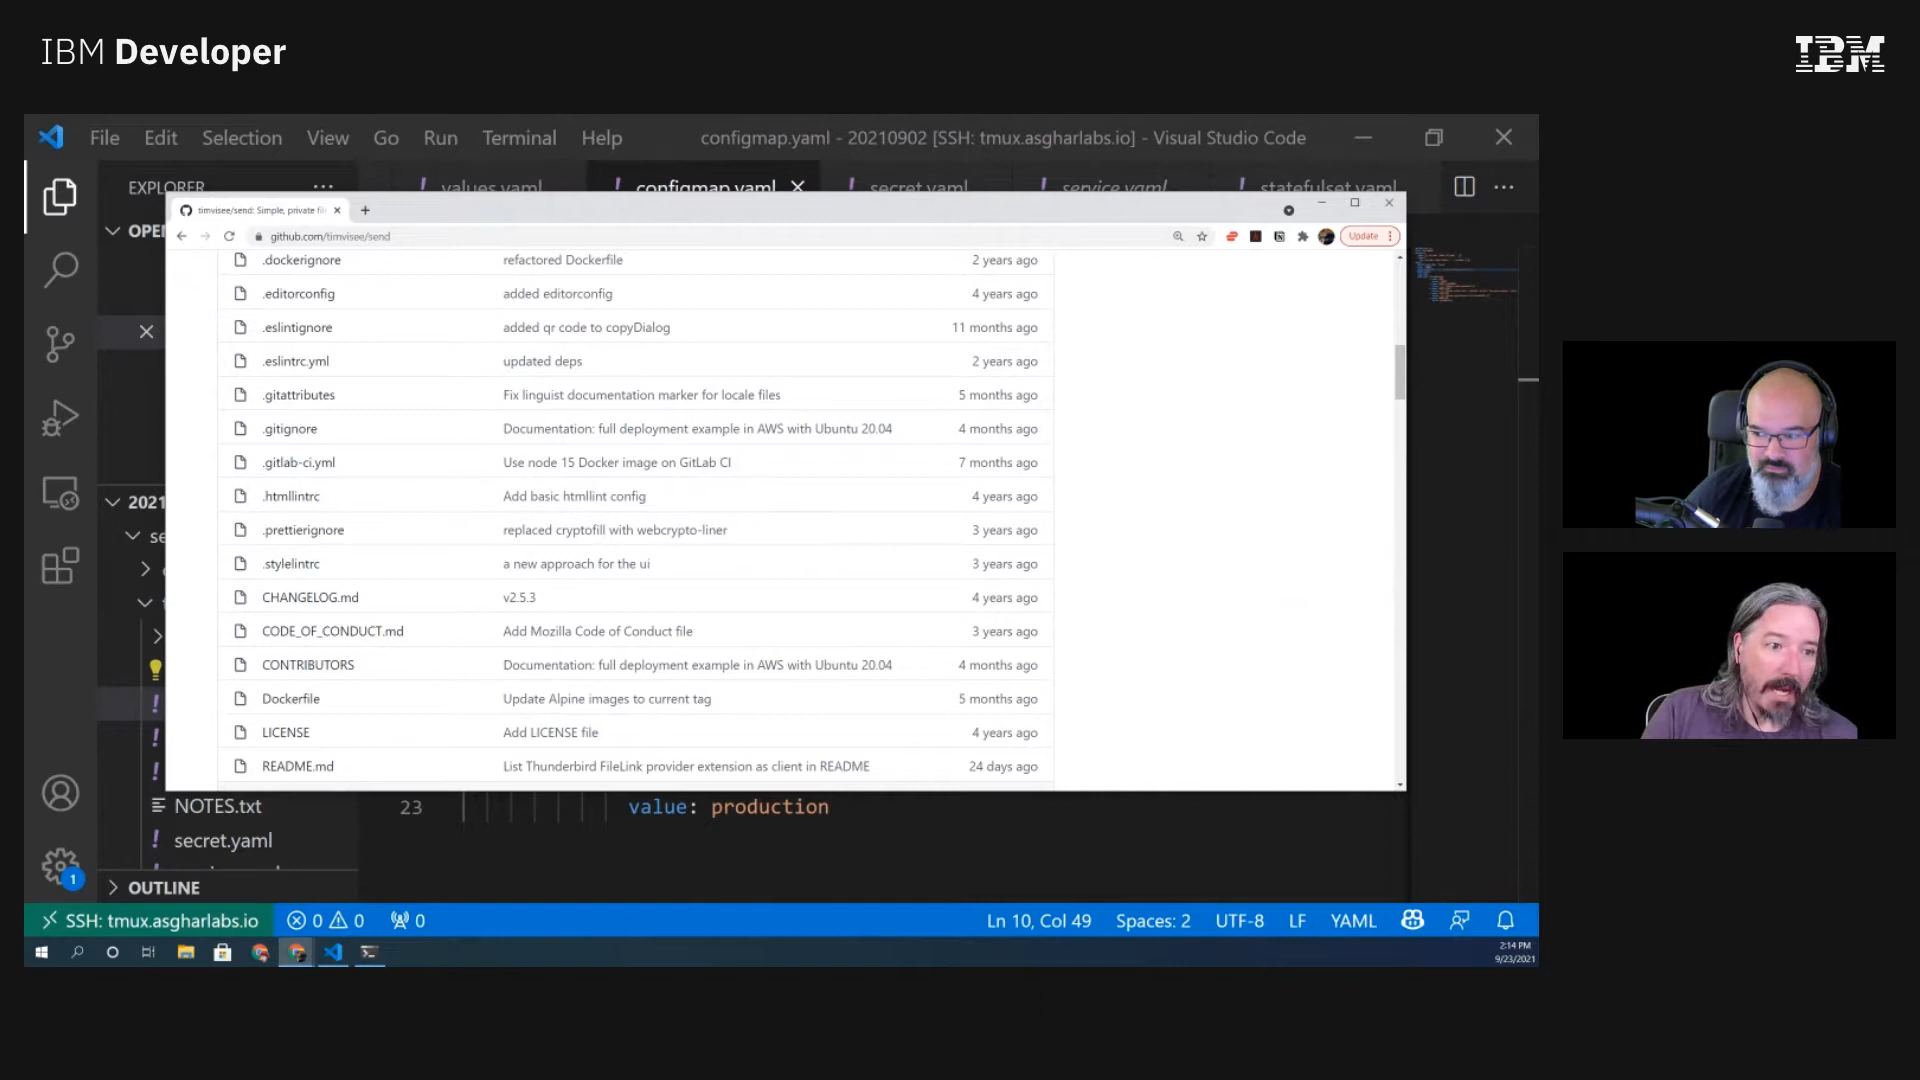 IBM Developer
IBM
File Edit Selection View Go Run Terminal Help configmap.yaml - 20210902 [SSH: tmux.asgharlabs.io] - Visual Studio Code
EXPLORER ... values.yaml configmap.yaml secret.yaml service.yaml statefulset.yaml
timvisee/send: Simple, private fi
github.com/timvisee/send Update
.dockerignore refactored Dockerfile 2 years ago
.editorconfig added editorconfig 4 years ago
.eslintignore added qr code to copyDialog 11 months ago
.eslintrc.yml updated deps 2 years ago
.gitattributes Fix linguist documentation marker for locale files 5 months ago
.gitignore Documentation: full deployment example in AWS with Ubuntu 20.04 4 months ago
.gitlab-ci.yml Use node 15 Docker image on GitLab CI 7 months ago
.htmllintrc Add basic htmllint config 4 years ago
.prettierignore replaced cryptofill with webcrypto-liner 3 years ago
.stylelintrc a new approach for the ui 3 years ago
CHANGELOG.md v2.5.3 4 years ago
CODE_OF_CONDUCT.md Add Mozilla Code of Conduct file 3 years ago
CONTRIBUTORS Documentation: full deployment example in AWS with Ubuntu 20.04 4 months ago
Dockerfile Update Alpine images to current tag 5 months ago
LICENSE Add LICENSE file 4 years ago
README.md List Thunderbird FileLink provider extension as client in README 24 days ago
OPE
2021
se
NOTES.txt 23 value: production
secret.yaml
OUTLINE
1
SSH: tmux.asgharlabs.io 0 0 0 Ln 10, Col 49 Spaces: 2 UTF-8 LF YAML
2:14 PM
9/23/2021